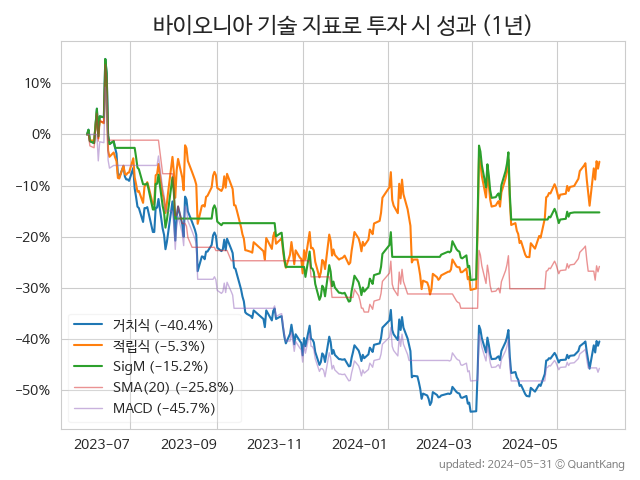 바이오니아 기술 지표로 투자 시 성과 (1년)
10%
0%
−10%
−20%
−30%
−40%
−50%
거치식 (−40.4%)
적립식 (−5.3%)
SigM (−15.2%)
SMA(20) (−25.8%)
MACD (−45.7%)
2023−07 2023−09 2023−11 2024−01 2024−03 2024−05
updated: 2024−05−31 © QuantKang